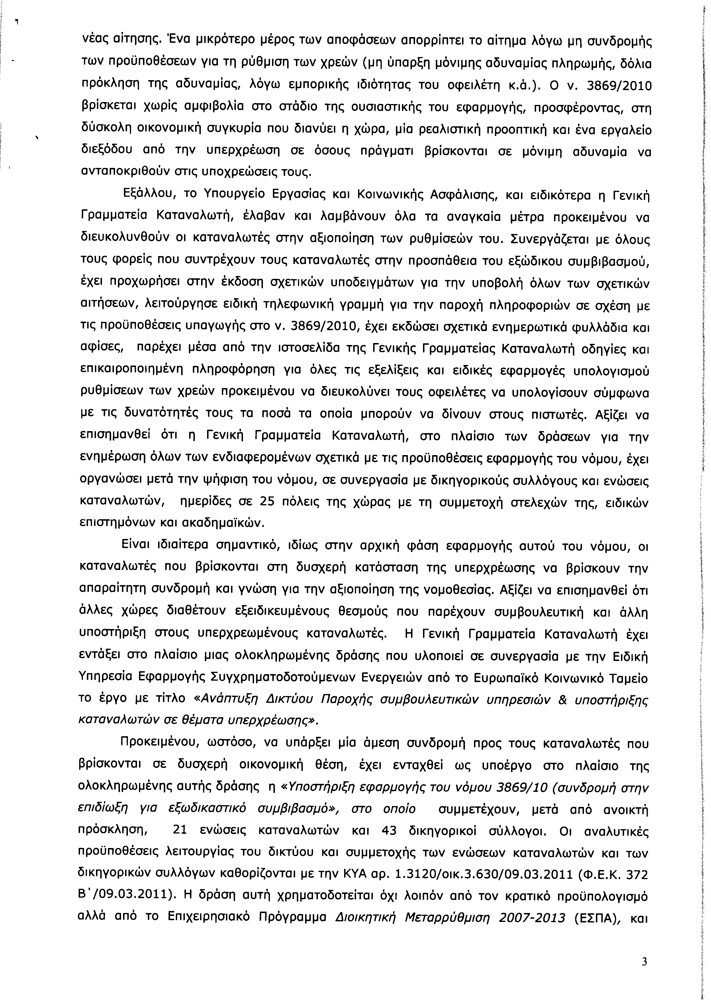 νέας αίτησης. Ένα μικρότερο μέρος των αποφάσεων απορρίπτει το αίτημα λόγω μη συνδρομής
των προϋποθέσεων για τη ρύθμιση των χρεών (μη ύπαρξη μόνιμης αδυναμίας πληρωμής, δόλια
πρόκληση της αδυναμίας, λόγω εμπορικής ιδιότητας του οφειλέτη κ.ά.). Ο ν. 3869/2010
βρίσκεται χωρίς αμφιβολία στο στάδιο της ουσιαστικής του εφαρμογής, προσφέροντας, στη
δύσκολη οικονομική συγκυρία που διανύει η χώρα, μία ρεαλιστική προοπτική και ένα εργαλείο
διεξόδου από την υπερχρέωση σε όσους πράγματι βρίσκονται σε μόνιμη αδυναμία να
ανταποκριθούν στις υποχρεώσεις τους.
Εξάλλου, το Υπουργείο Εργασίας και Κοινωνικής Ασφάλισης, και ειδικότερα η Γενική
Γραμματεία Καταναλωτή, έλαβαν και λαμβάνουν όλα τα αναγκαία μέτρα προκειμένου να
διευκολυνθούν οι καταναλωτές στην αξιοποίηση των ρυθμίσεών του. Συνεργάζεται με όλους
τους φορείς που συντρέχουν τους καταναλωτές στην προσπάθεια του εξώδικου συμβιβασμού,
έχει προχωρήσει στην έκδοση σχετικών υποδειγμάτων για την υποβολή όλων των σχετικών
αιτήσεων, λειτούργησε ειδική τηλεφωνική γραμμή για την παροχή πληροφοριών σε σχέση με
τις προϋποθέσεις υπαγωγής στο ν. 3869/2010, έχει εκδώσει σχετικά ενημερωτικά φυλλάδια και
αφίσες, παρέχει μέσα από την ιστοσελίδα της Γενικής Γραμματείας Καταναλωτή οδηγίες και
επικαιροποιημένη πληροφόρηση για όλες τις εξελίξεις και ειδικές εφαρμογές υπολογισμού
ρυθμίσεων των χρεών προκειμένου να διευκολύνει τους οφειλέτες να υπολογίσουν σύμφωνα
με τις δυνατότητές τους τα ποσά τα οποία μπορούν να δίνουν στους πιστωτές. Αξίζει να
επισημανθεί ότι η Γενική Γραμματεία Καταναλωτή, στο πλαίσιο των δράσεων για την
ενημέρωση όλων των ενδιαφερομένων σχετικά με τις προϋποθέσεις εφαρμογής του νόμου, έχει
οργανώσει μετά την ψήφιση του νόμου, σε συνεργασία με δικηγορικούς συλλόγους και ενώσεις
καταναλωτών, ημερίδες σε 25 πόλεις της χώρας με τη συμμετοχή στελεχών της, ειδικών
επιστημόνων και ακαδημαϊκών.
Είναι ιδιαίτερα σημαντικό, ιδίως στην αρχική φάση εφαρμογής αυτού του νόμου, οι
καταναλωτές που βρίσκονται στη δυσχερή κατάσταση της υπερχρέωσης να βρίσκουν την
απαραίτητη συνδρομή και γνώση για την αξιοποίηση της νομοθεσίας. Αξίζει να επισημανθεί ότι
άλλες χώρες διαθέτουν εξειδικευμένους θεσμούς που παρέχουν συμβουλευτική και άλλη
υποστήριξη στους υπερχρεωμένους καταναλωτές. Η Γενική Γραμματεία Καταναλωτή έχει
εντάξει στο πλαίσιο μιας ολοκληρωμένης δράσης που υλοποιεί σε συνεργασία με την Ειδική
Υπηρεσία Εφαρμογής Συγχρηματοδοτούμενων Ενεργειών από το Ευρωπαϊκό Κοινωνικό Ταμείο
το έργο με τίτλο «Ανάπτυξη Δικτύου Παροχής συμβουλευτικών υπηρεσιών & υποστήριξης
καταναλωτών σε θέματα υπερχρέωσης».
Προκειμένου, ωστόσο, να υπάρξει μία άμεση συνδρομή προς τους καταναλωτές που
βρίσκονται σε δυσχερή οικονομική θέση, έχει ενταχθεί ως υποέργο στο πλαίσιο της
ολοκληρωμένης αυτής δράσης η «Υποστήριξη εφαρμογής του νόμου 3869/10 (συνδρομή στην
επιδίωξη για εξωδικαστικό συμβιβασμό», στο οποίο συμμετέχουν, μετά από ανοικτή
πρόσκληση, 21 ενώσεις καταναλωτών και 43 δικηγορικοί σύλλογοι. Οι αναλυτικές
προϋποθέσεις λειτουργίας του δικτύου και συμμετοχής των ενώσεων καταναλωτών και των
δικηγορικών συλλόγων καθορίζονται με την ΚΥΑ αρ. 1.3120/οικ.3.630/09.03.2011 (Φ.Ε.Κ. 372
Β΄/09.03.2011). Η δράση αυτή χρηματοδοτείται όχι λοιπόν από τον κρατικό προϋπολογισμό
αλλά από το Επιχειρησιακό Πρόγραμμα Διοικητική Μεταρρύθμιση 2007-2013 (ΕΣΠΑ), και
3